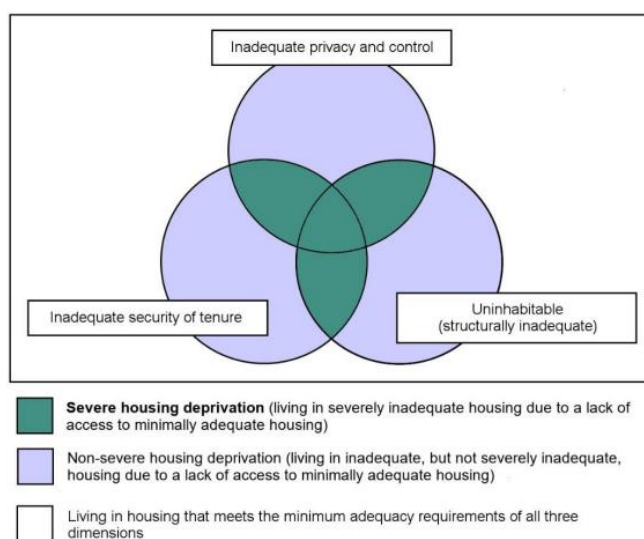 Inadequate privacy and control
Inadequate security of tenure
Uninhabitable
(structurally inadequate)
Severe housing deprivation (living in severely inadequate housing due to a lack of
access to minimally adequate housing)
Non-severe housing deprivation (living in inadequate, but not severely inadequate,
housing due to a lack of access to minimally adequate housing)
Living in housing that meets the minimum adequacy requirements of all three
dimensions